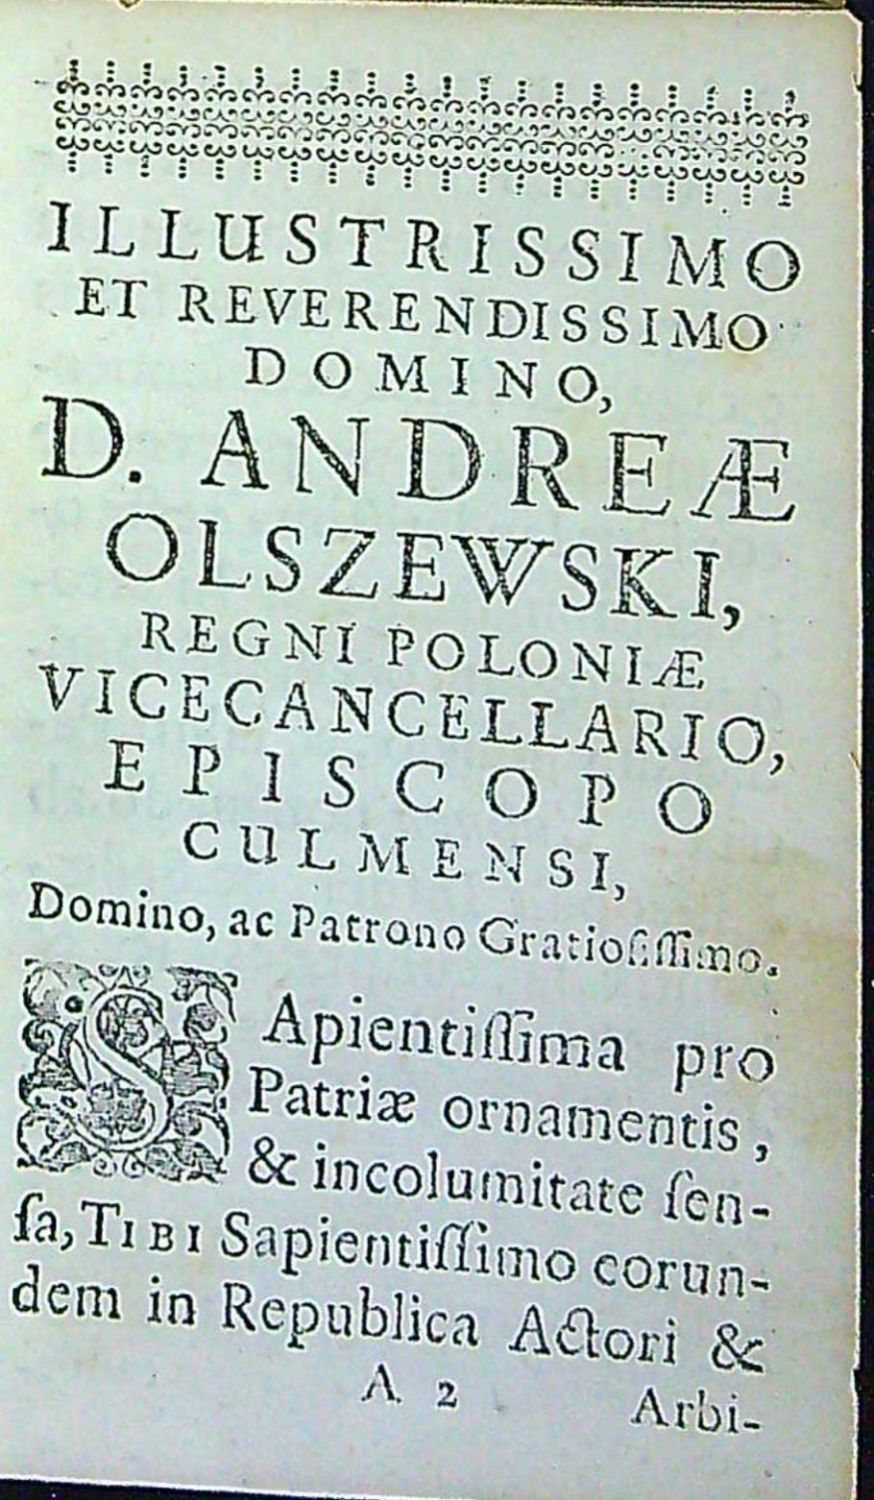 ILLUSTRISSIMO
ET REVERENDISSIMO
DOMINO,
D. ANDREÆ
OLSZEWSKI,
REGNI POLONIÆ
VICECANCELLARIO,
EPISCOPO
CULMENSI,
Domino, ac Patrono Gratioſiſſimo.
SApientiſſima pro
Patriæ ornamentis,
& incolumitate ſen-
ſa, TIBI Sapientiſſimo eorun-
dem in Republica Actori &
A 2 Arbi-